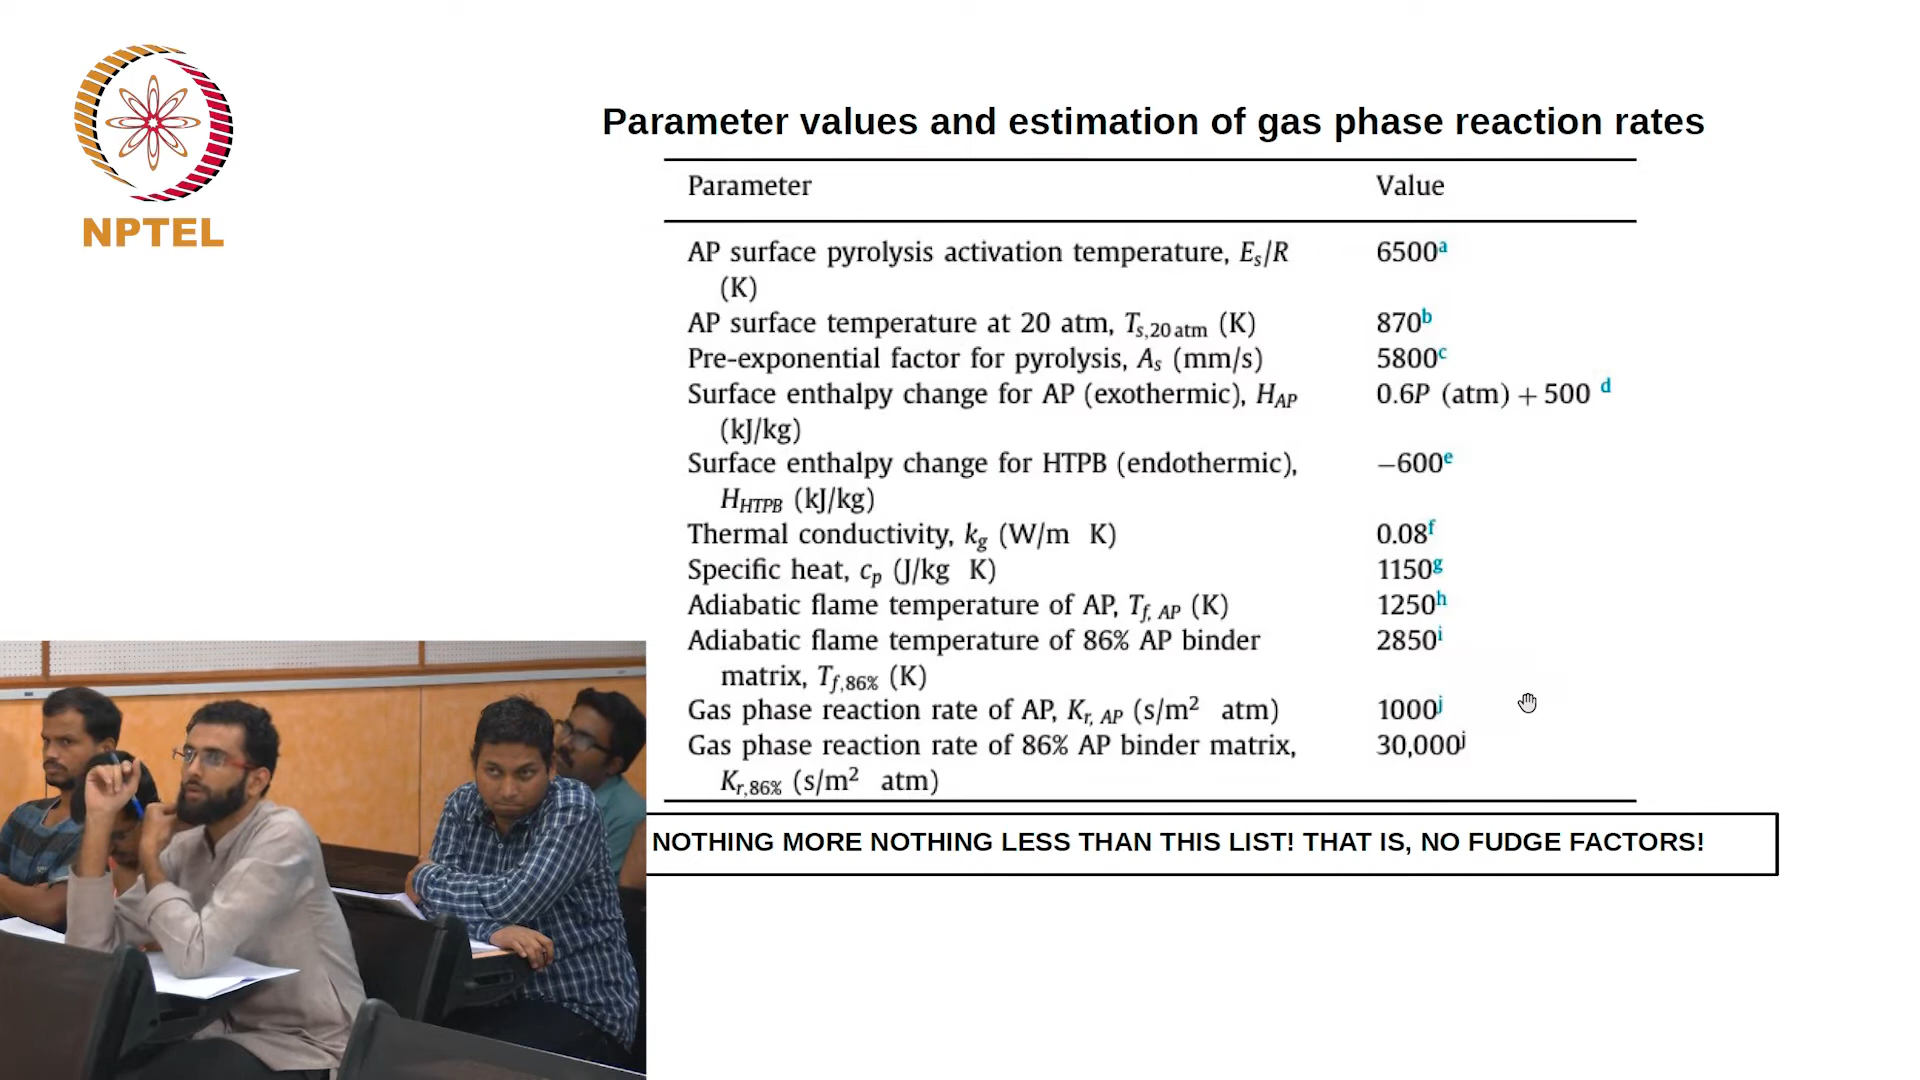 NPTEL
Parameter values and estimation of gas phase reaction rates
Parameter Value
AP surface pyrolysis activation temperature, Es/R 6500a
(K)
AP surface temperature at 20 atm, Ts,20 atm (K) 870b
Pre-exponential factor for pyrolysis, As (mm/s) 5800c
Surface enthalpy change for AP (exothermic), HAP 0.6P (atm) + 500 d
(kJ/kg)
Surface enthalpy change for HTPB (endothermic), −600e
HHTPB (kJ/kg)
Thermal conductivity, kg (W/m K) 0.08f
Specific heat, cp (J/kg K) 1150g
Adiabatic flame temperature of AP, Tf, AP (K) 1250h
Adiabatic flame temperature of 86% AP binder 2850i
matrix, Tf,86% (K)
Gas phase reaction rate of AP, Kr, AP (s/m² atm) 1000j
Gas phase reaction rate of 86% AP binder matrix, 30,000j
Kr,86% (s/m² atm)
NOTHING MORE NOTHING LESS THAN THIS LIST! THAT IS, NO FUDGE FACTORS!